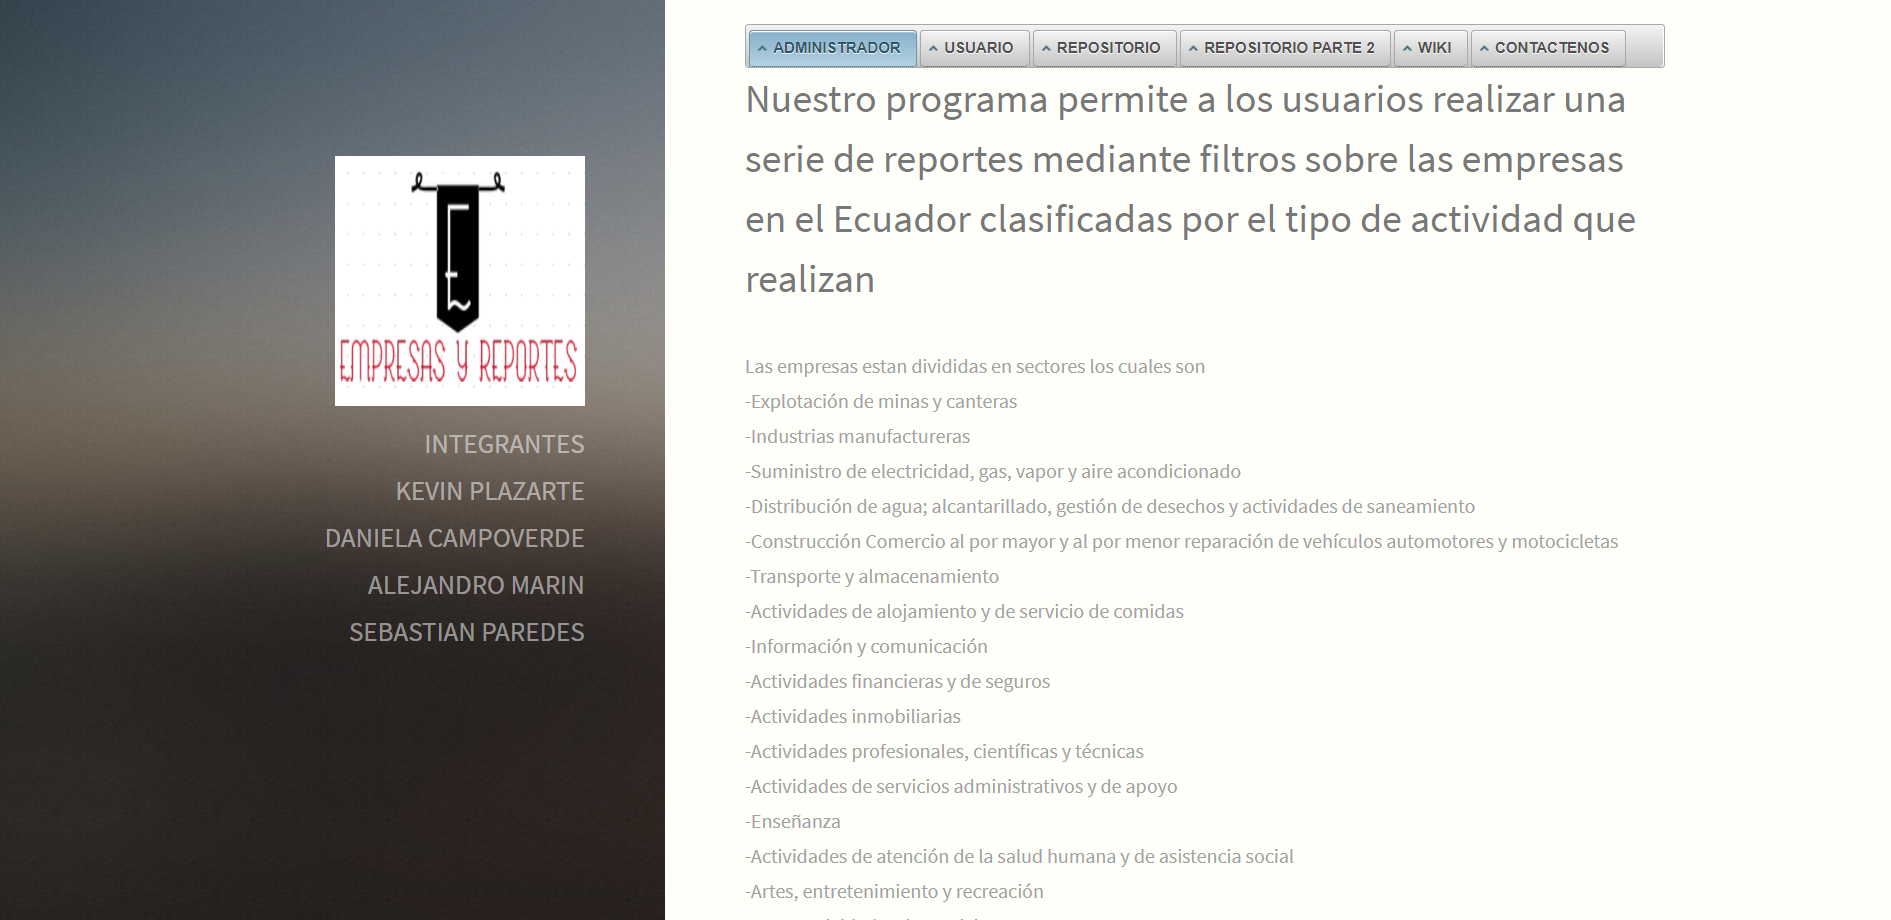 ADMINISTRADOR
USUARIO
REPOSITORIO
REPOSITORIO PARTE 2
WIKI
CONTACTENOS
E
EMPRESAS Y REPORTES
INTEGRANTES
KEVIN PLAZARTE
DANIELA CAMPOVERDE
ALEJANDRO MARIN
SEBASTIAN PAREDES
Nuestro programa permite a los usuarios realizar una
serie de reportes mediante filtros sobre las empresas
en el Ecuador clasificadas por el tipo de actividad que
realizan
Las empresas estan divididas en sectores los cuales son
-Explotación de minas y canteras
-Industrias manufactureras
-Suministro de electricidad, gas, vapor y aire acondicionado
-Distribución de agua; alcantarillado, gestión de desechos y actividades de saneamiento
-Construcción Comercio al por mayor y al por menor reparación de vehículos automotores y motocicletas
-Transporte y almacenamiento
-Actividades de alojamiento y de servicio de comidas
-Información y comunicación
-Actividades financieras y de seguros
-Actividades inmobiliarias
-Actividades profesionales, científicas y técnicas
-Actividades de servicios administrativos y de apoyo
-Enseñanza
-Actividades de atención de la salud humana y de asistencia social
-Artes, entretenimiento y recreación